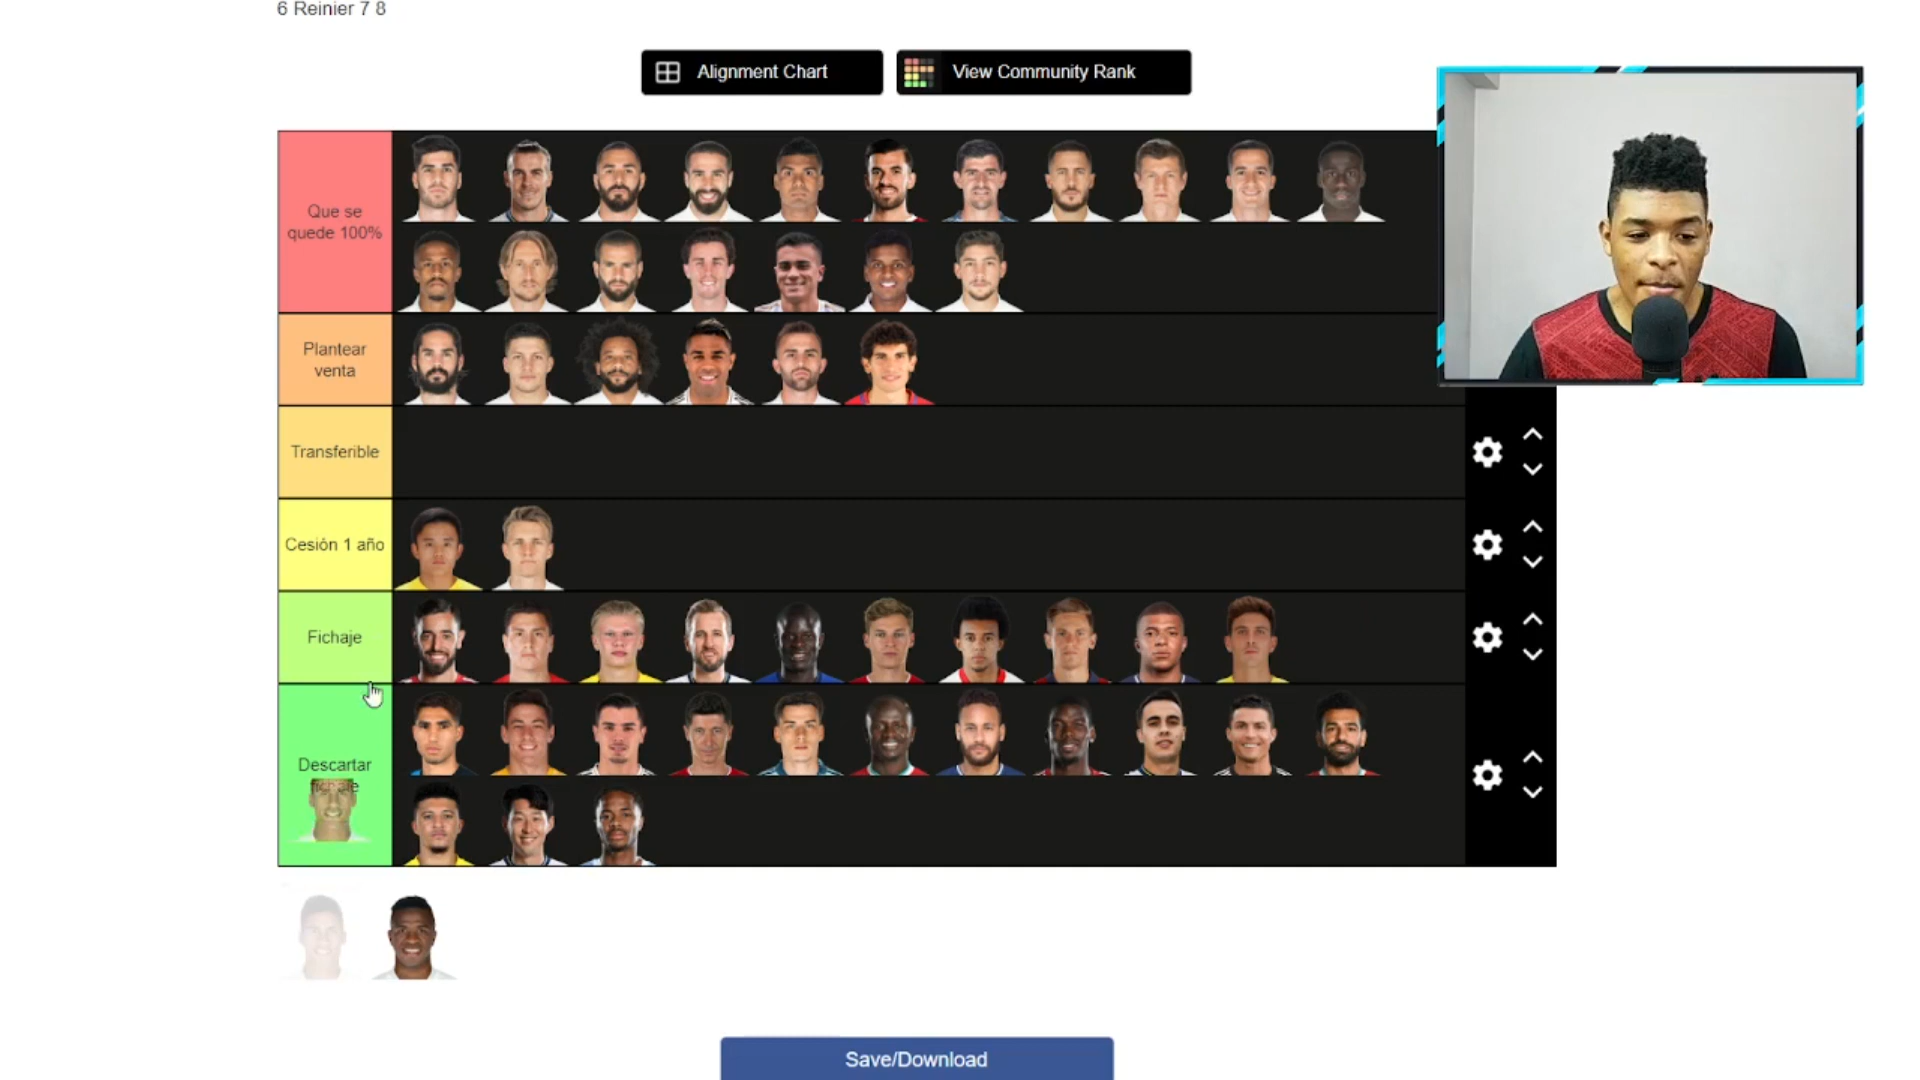 6 Reinier 7 8
Alignment Chart
View Community Rank
Que se
quede 100%
Plantear
venta
Transferible
Cesión 1 año
Fichaje
Descartar
fichaje
Save/Download